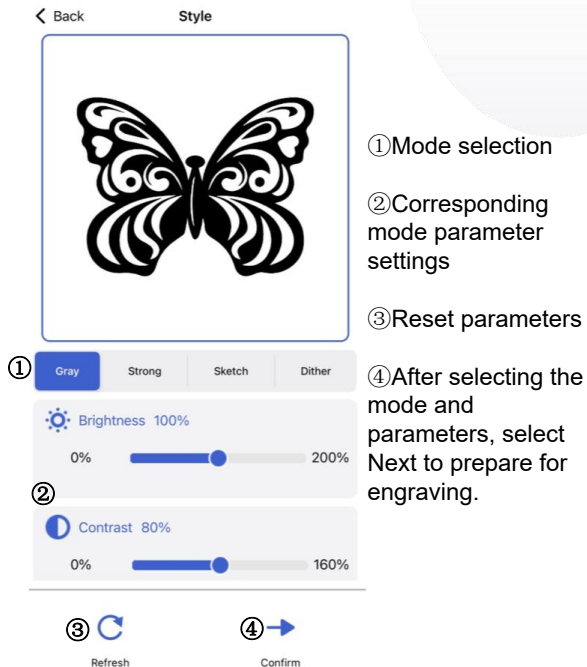 Back
Style
①
Gray
Strong
Sketch
Dither
Brightness 100%
0%
200%
②
Contrast 80%
0%
160%
③
④
Refresh
Confirm
①Mode selection
②Corresponding
mode parameter
settings
③Reset parameters
④After selecting the
mode and
parameters, select
Next to prepare for
engraving.